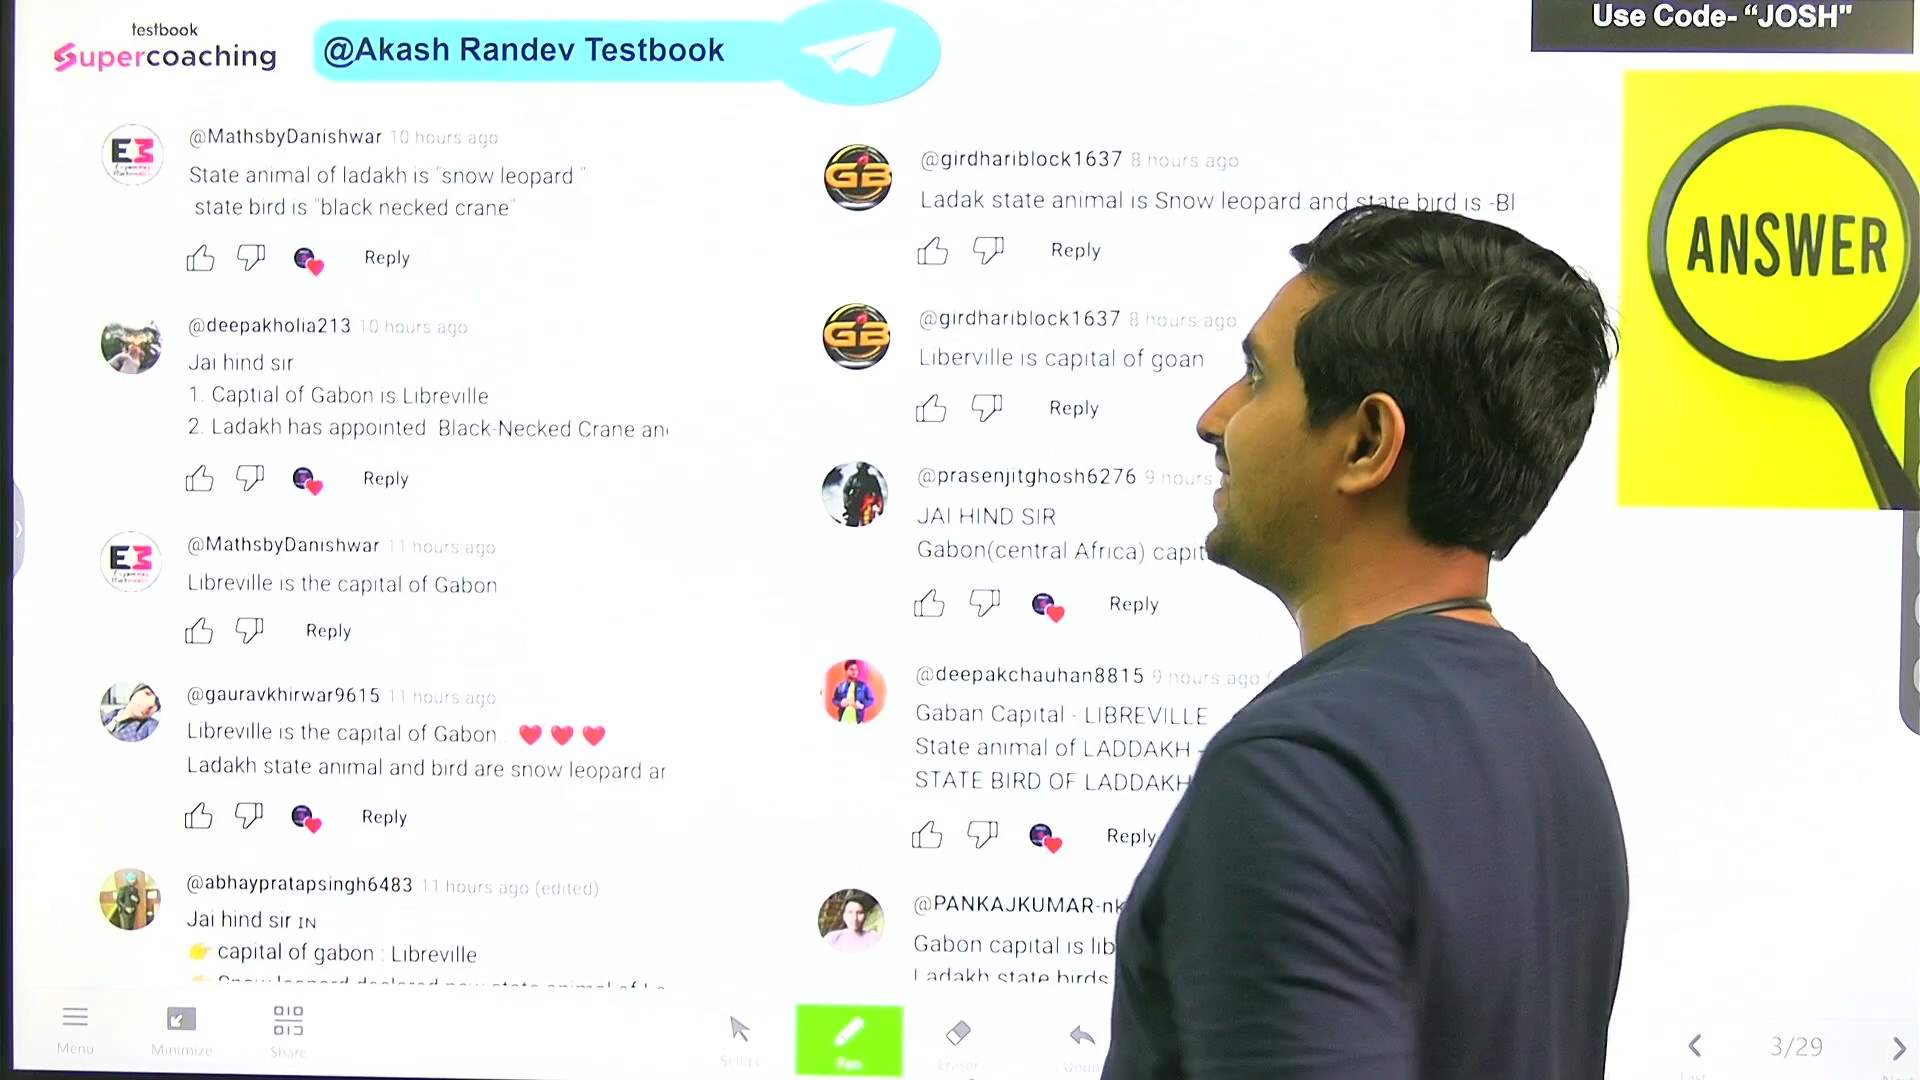 testbook
Supercoaching
@Akash Randev Testbook
Use Code- “JOSH"
ANSWER
@MathsbyDanishwar 10 hours ago
State animal of ladakh is "snow leopard "
state bird is "black necked crane"
Reply
@deepakholia213 10 hours ago
Jai hind sir
1. Captial of Gabon is Libreville
2. Ladakh has appointed Black-Necked Crane an
Reply
@MathsbyDanishwar 11 hours ago
Libreville is the capital of Gabon
Reply
@gauravkhirwar9615 11 hours ago
Libreville is the capital of Gabon.. ❤️ ❤️ ❤️
Ladakh state animal and bird are snow leopard ar
Reply
@abhaypratapsingh6483 11 hours ago (edited)
Jai hind sir IN
👉 capital of gabon : Libreville
@girdhariblock1637 8 hours ago
Ladak state animal is Snow leopard and state bird is -Bl
Reply
@girdhariblock1637 8 hours ago
Liberville is capital of goan
Reply
@prasenjitghosh6276 9 hours
JAI HIND SIR
Gabon(central Africa) capit
Reply
@deepakchauhan8815 9 hours ago (
Gaban Capital - LIBREVILLE
State animal of LADDAKH -
STATE BIRD OF LADDAKH
Reply
@PANKAJKUMAR-nk
Gabon capital is lib
Ladakh state birds
Menu
Minimize
Share
Select
Pen
Eraser
Undo
3/29